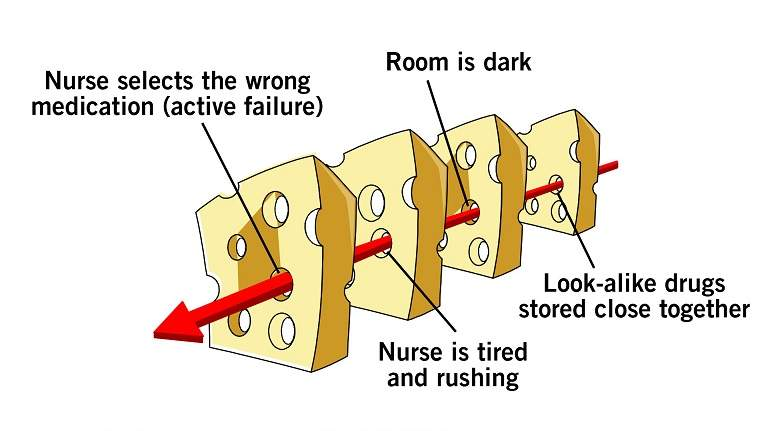 Room is dark
Nurse selects the wrong
medication (active failure)
Look-alike drugs
stored close together
Nurse is tired
and rushing